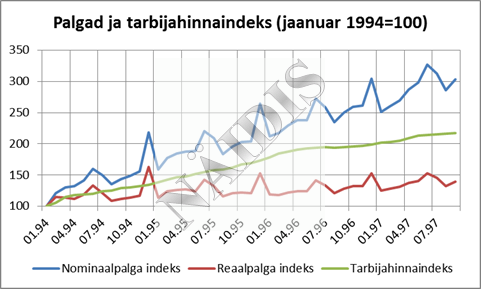 Palgad ja tarbijahinnaindeks (jaanuar 1994=100)
350
300
250
200
150
100
NÄIDIS
01.94 04.94 07.94 10.94 01.95 04.95 07.95 10.95 01.96 04.96 07.96 10.96 01.97 04.97 07.97
Nominaalpalga indeks Reaalpalga indeks Tarbijahinnaindeks